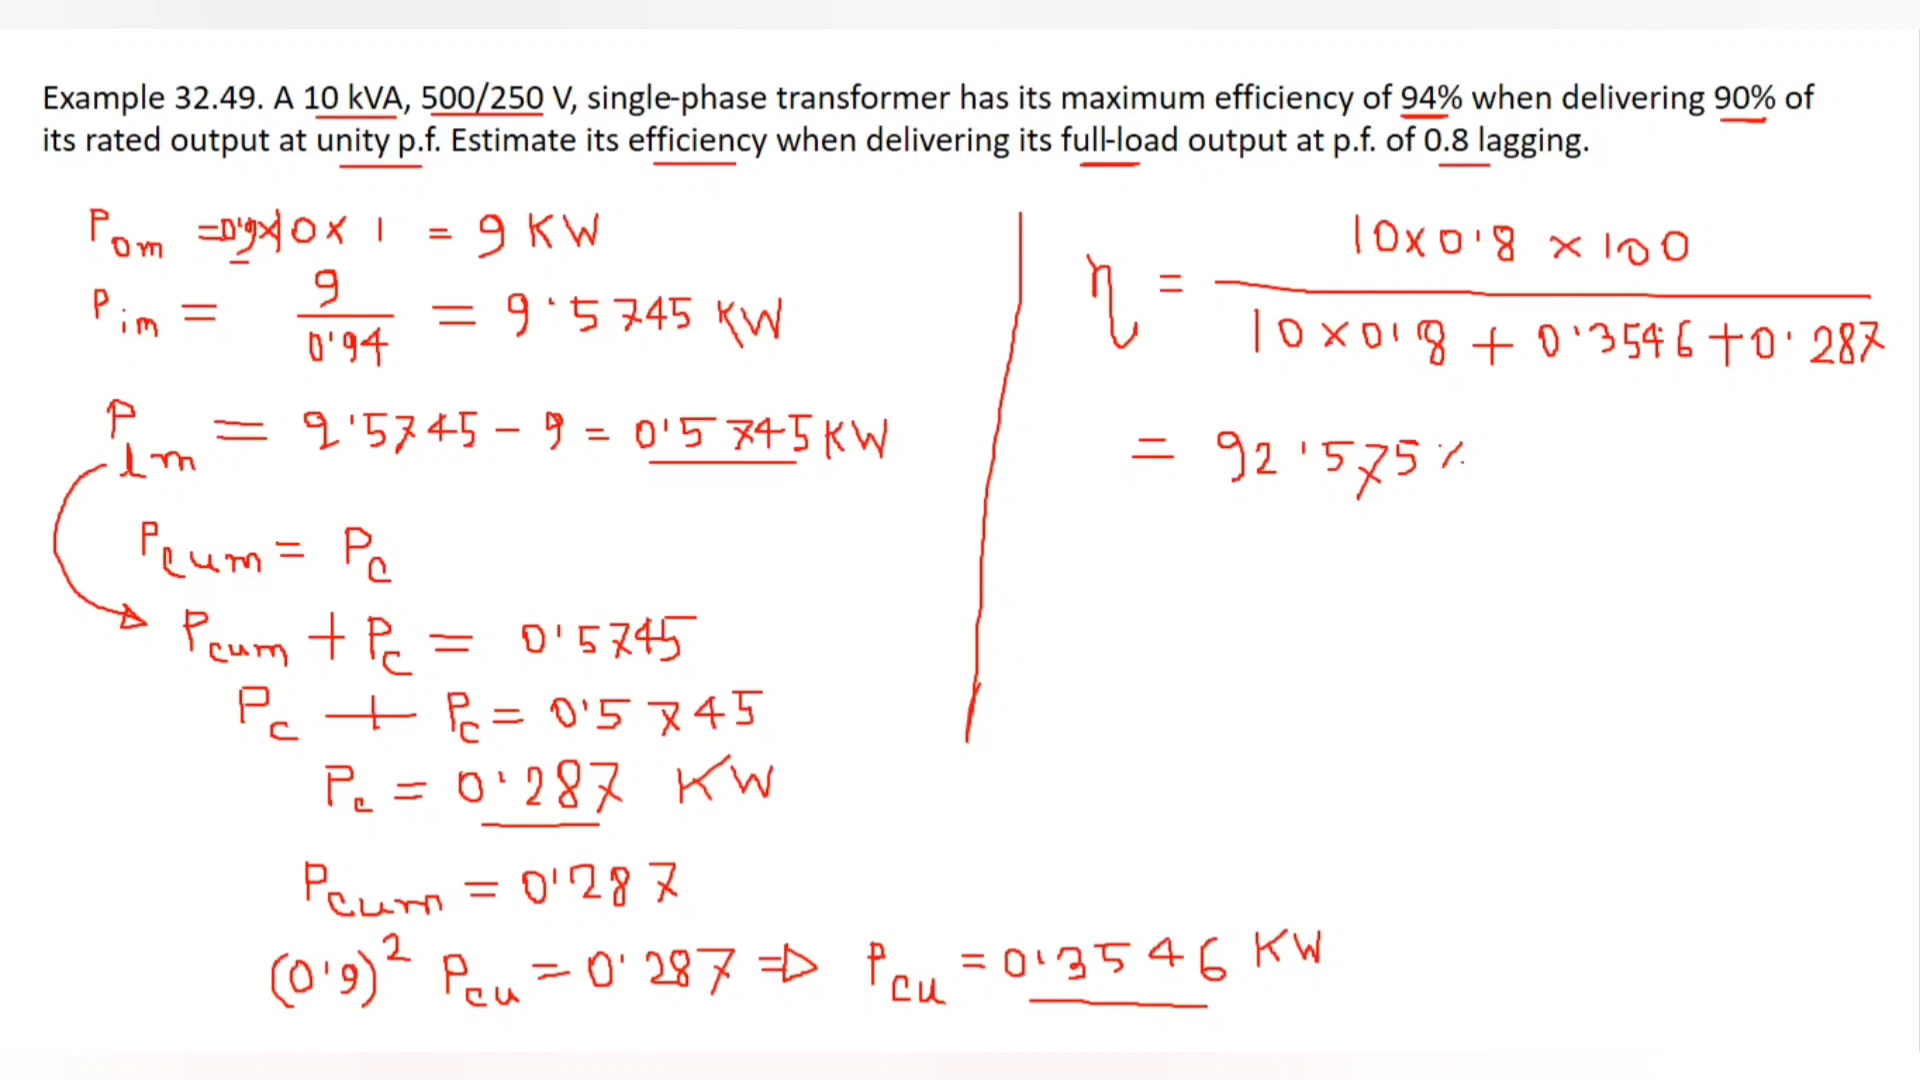 Example 32.49. A 10 kVA, 500/250 V, single-phase transformer has its maximum efficiency of 94% when delivering 90% of
its rated output at unity p.f. Estimate its efficiency when delivering its full-load output at p.f. of 0.8 lagging.
Pom = 0.9×10×1 = 9 KW
Pim = 9/0.94 = 9.5745 KW
Plm = 9.5745 - 9 = 0.5745 KW
Pcum = Pc
Pcum + Pc = 0.5745
Pc + Pc = 0.5745
Pc = 0.287 KW
Pcum = 0.287
(0.9)² Pcu = 0.287 ⇒ Pcu = 0.3546 KW
η = 10×0.8 × 100 / 10×0.8 + 0.3546 + 0.287
= 92.575%